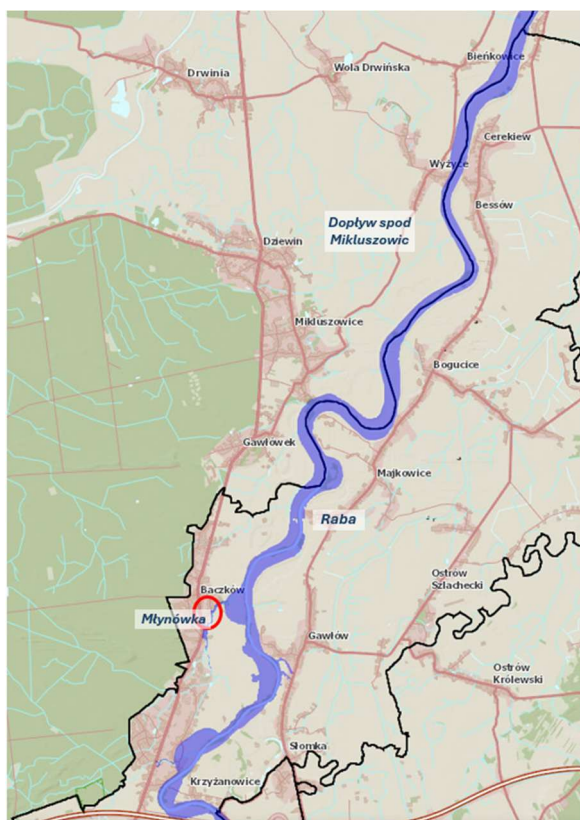 Bieńkowice
Drwinia
Wola Drwińska
Cerekiew
Wyżyce
Bessów
Dopływ spod
Mikluszowic
Dziewin
Mikluszowice
Bogucice
Gawłówek
Majkowice
Raba
Ostrów
Szlachecki
Baczków
Młynówka
Gawłów
Ostrów
Królewski
Słomka
Krzyżanowice